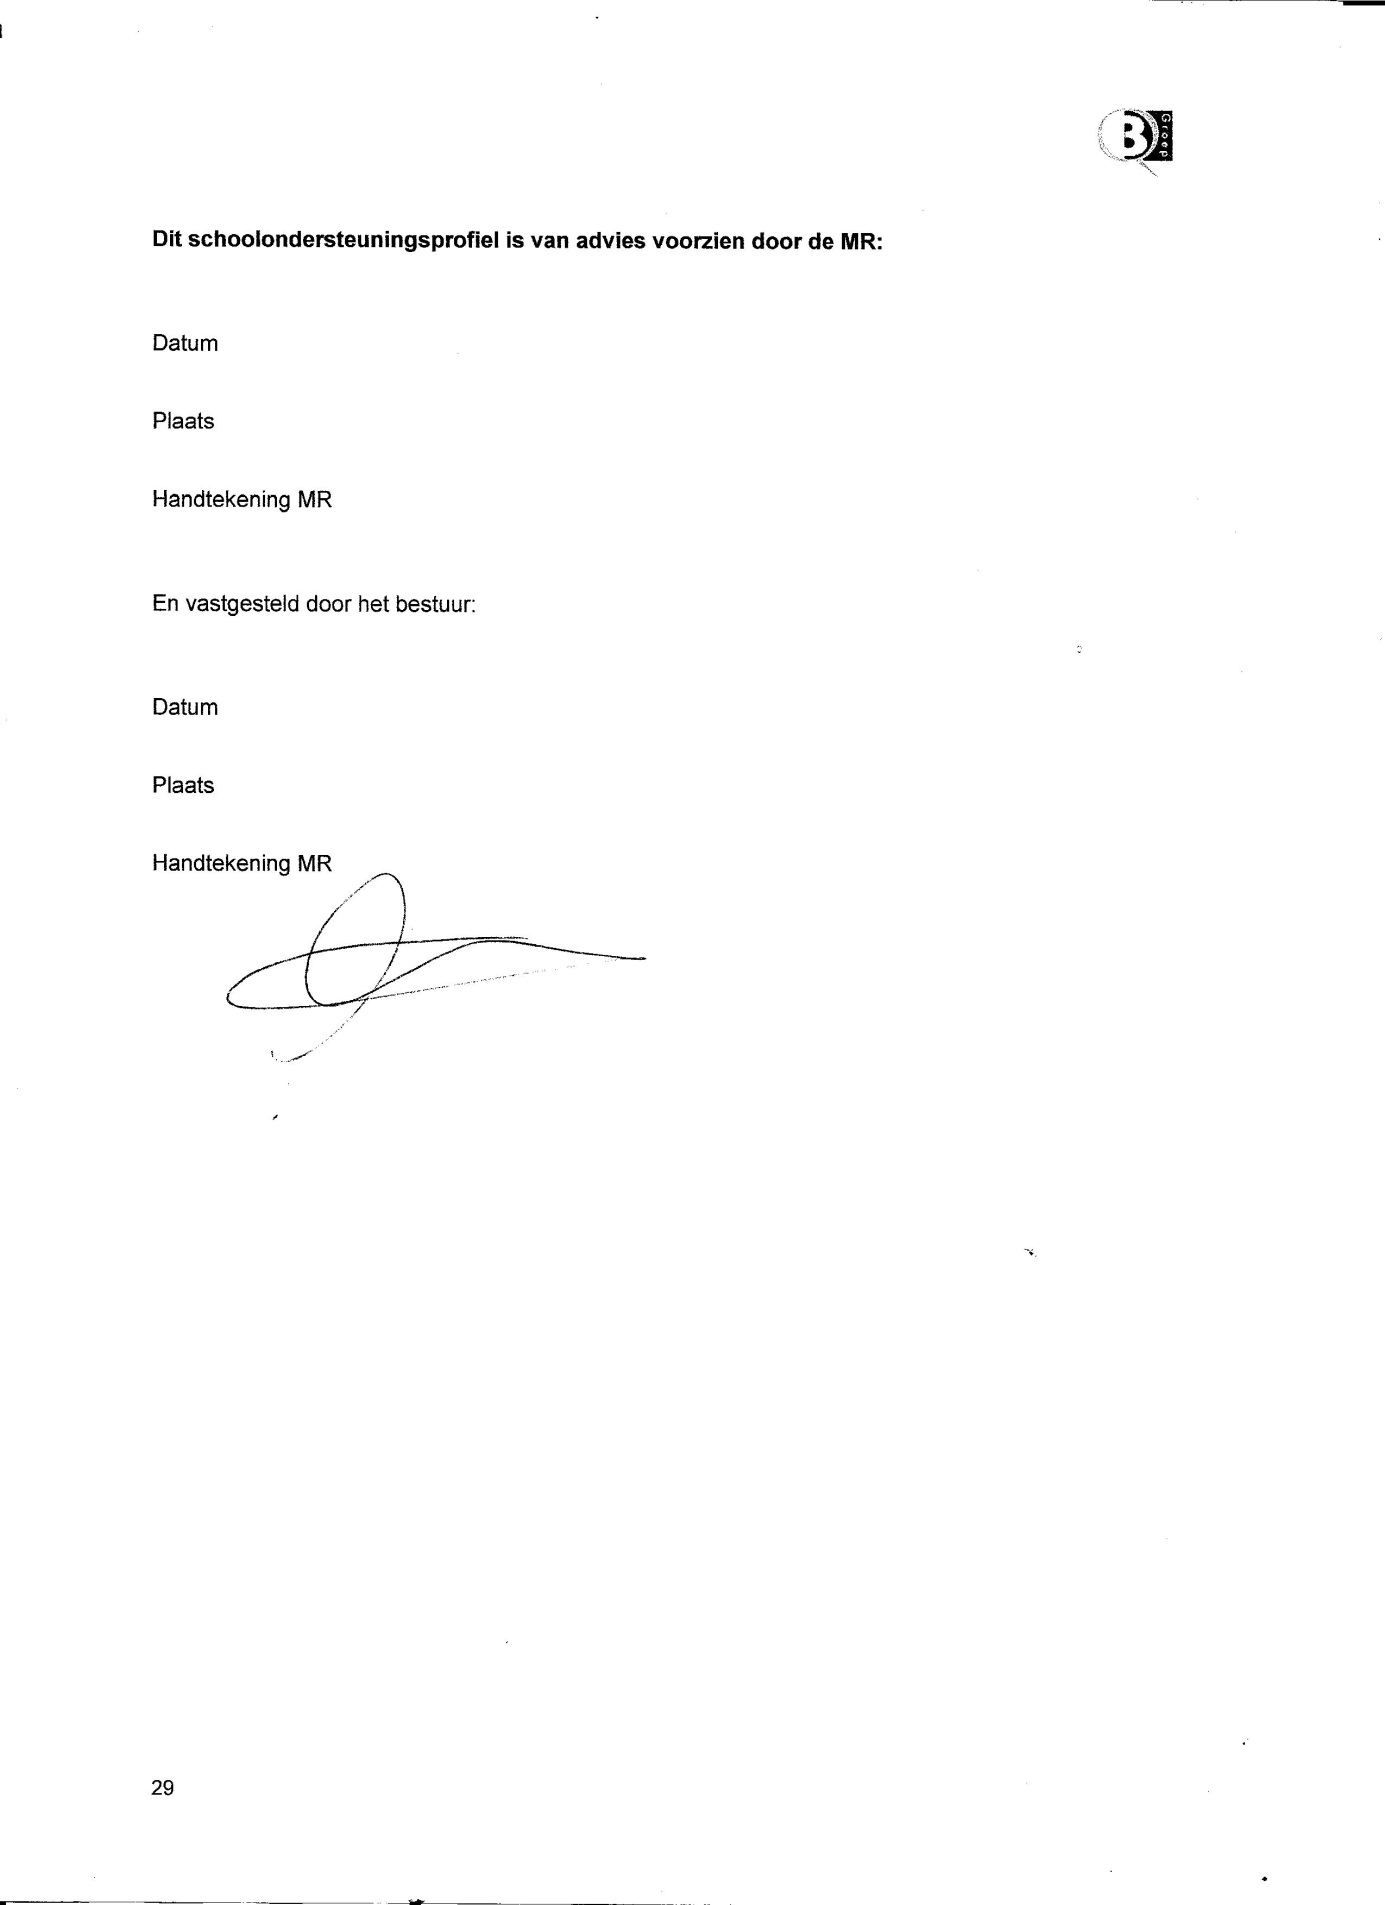 B Groep
Dit schoolondersteuningsprofiel is van advies voorzien door de MR:
Datum
Plaats
Handtekening MR
En vastgesteld door het bestuur:
Datum
Plaats
Handtekening MR
29